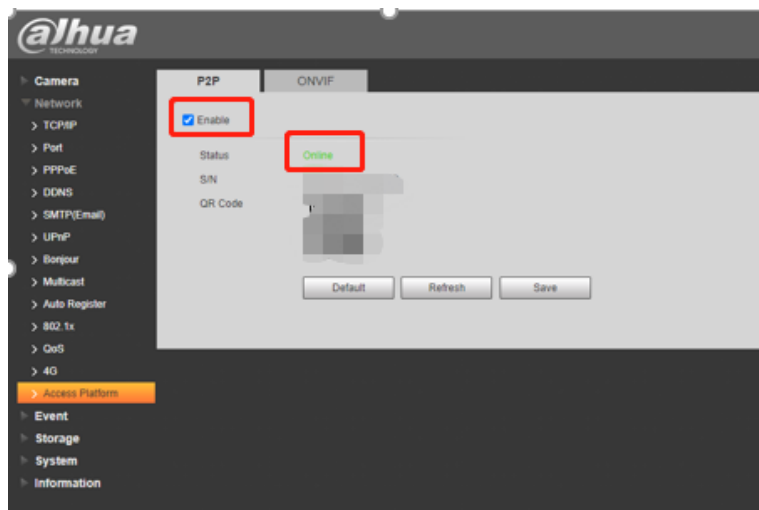 alhua
TECHNOLOGY
Camera
Network
TCP/IP
Port
PPPoE
DDNS
SMTP(Email)
UPnP
Bonjour
Multicast
Auto Register
802.1x
QoS
4G
Access Platform
Event
Storage
System
Information
P2P ONVIF
Enable
Status Online
S/N
QR Code
Default Refresh Save